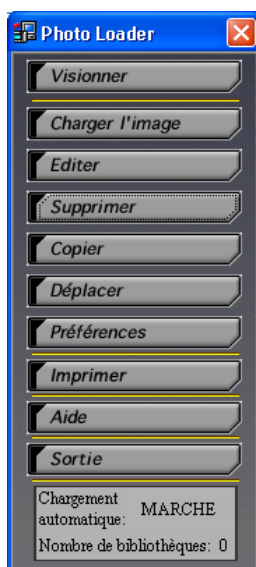 Photo Loader
Visionner
Charger l'image
Editer
Supprimer
Copier
Déplacer
Préférences
Imprimer
Aide
Sortie
Chargement
automatique: MARCHE
Nombre de bibliothèques: 0